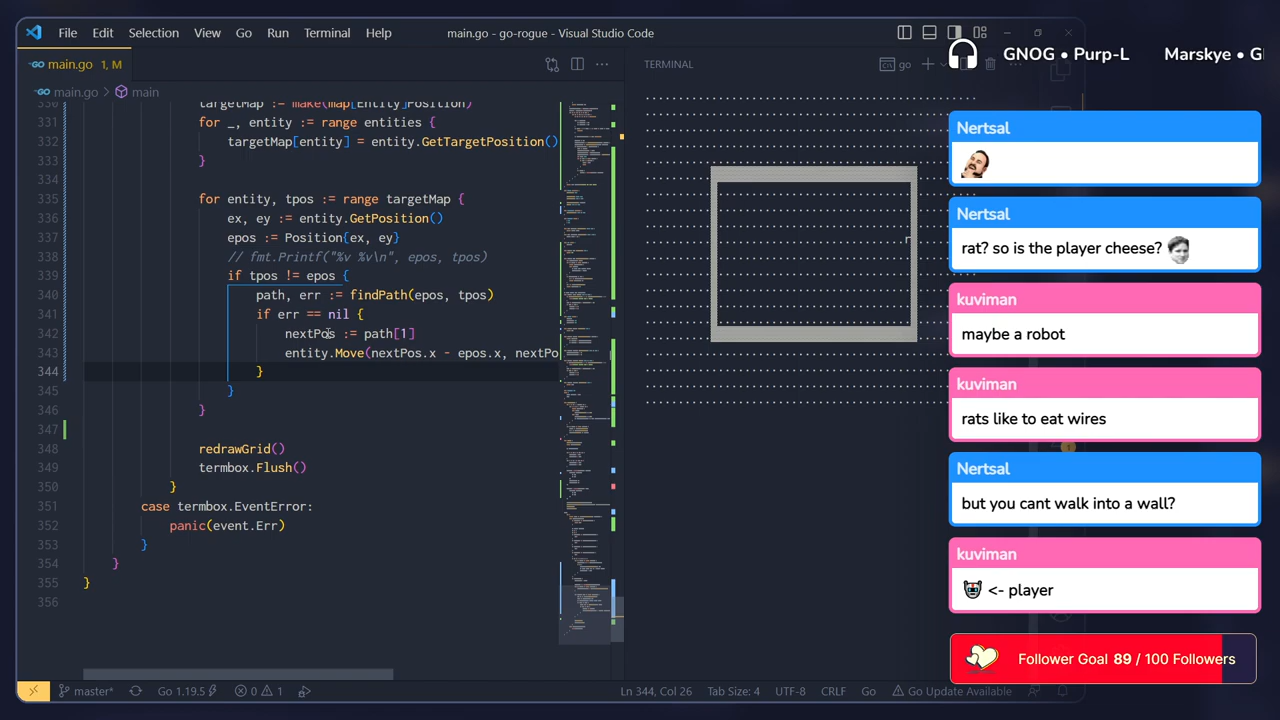 File Edit Selection View Go Run Terminal Help
main.go - go-rogue - Visual Studio Code
main.go 1, M
TERMINAL
go
GNOG • Purp-L Marskye • G
main.go > main
330 targetMap := make(map[Entity]Position)
331 for _, entity := range entities {
332 targetMap[entity] = entity.GetTargetPosition()
333 }
334
335 for entity, tpos := range targetMap {
336 ex, ey := entity.GetPosition()
337 epos := Position{ex, ey}
338 // fmt.Printf("%v %v\n", epos, tpos)
339 if tpos != epos {
340 path, err := findPath(epos, tpos)
341 if err == nil {
342 nextPos := path[1]
343 entity.Move(nextPos.x - epos.x, nextPo
344 }
345 }
346 }
347
348 redrawGrid()
349 termbox.Flush()
350 }
351 case termbox.EventError:
352 panic(event.Err)
353 }
354 }
355 }
356
r
Nertsal
Nertsal
rat? so is the player cheese?
kuviman
maybe a robot
kuviman
rats like to eat wires
Nertsal
but you cant walk into a wall?
kuviman
<- player
Follower Goal 89 / 100 Followers
master* Go 1.19.5 0 1
Ln 344, Col 26 Tab Size: 4 UTF-8 CRLF Go Go Update Available